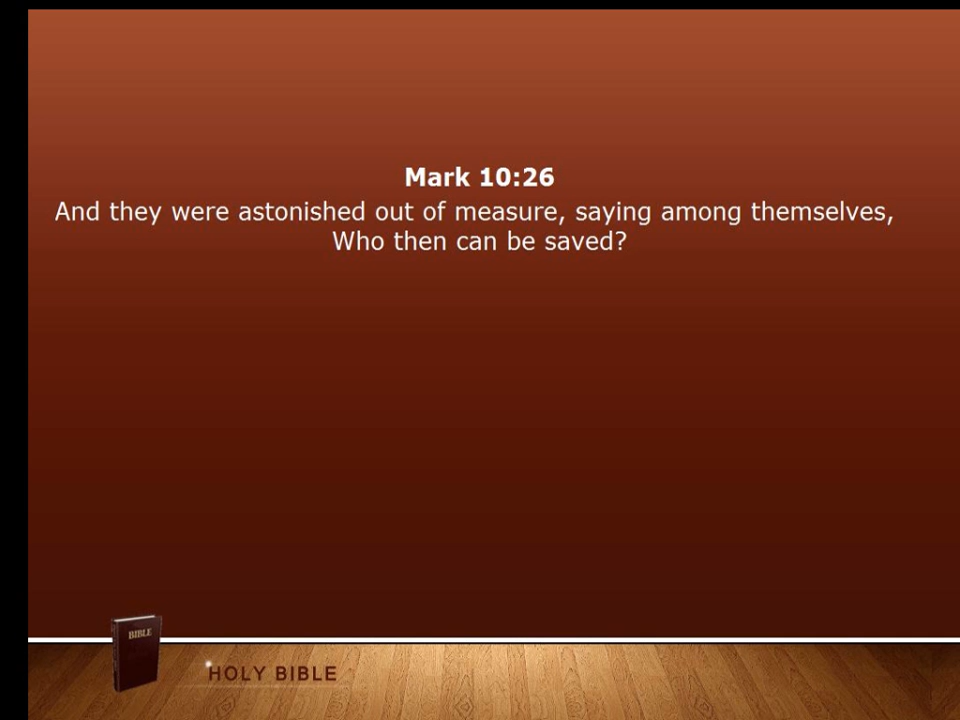 Mark 10:26
And they were astonished out of measure, saying among themselves,
Who then can be saved?
BIBLE
HOLY BIBLE